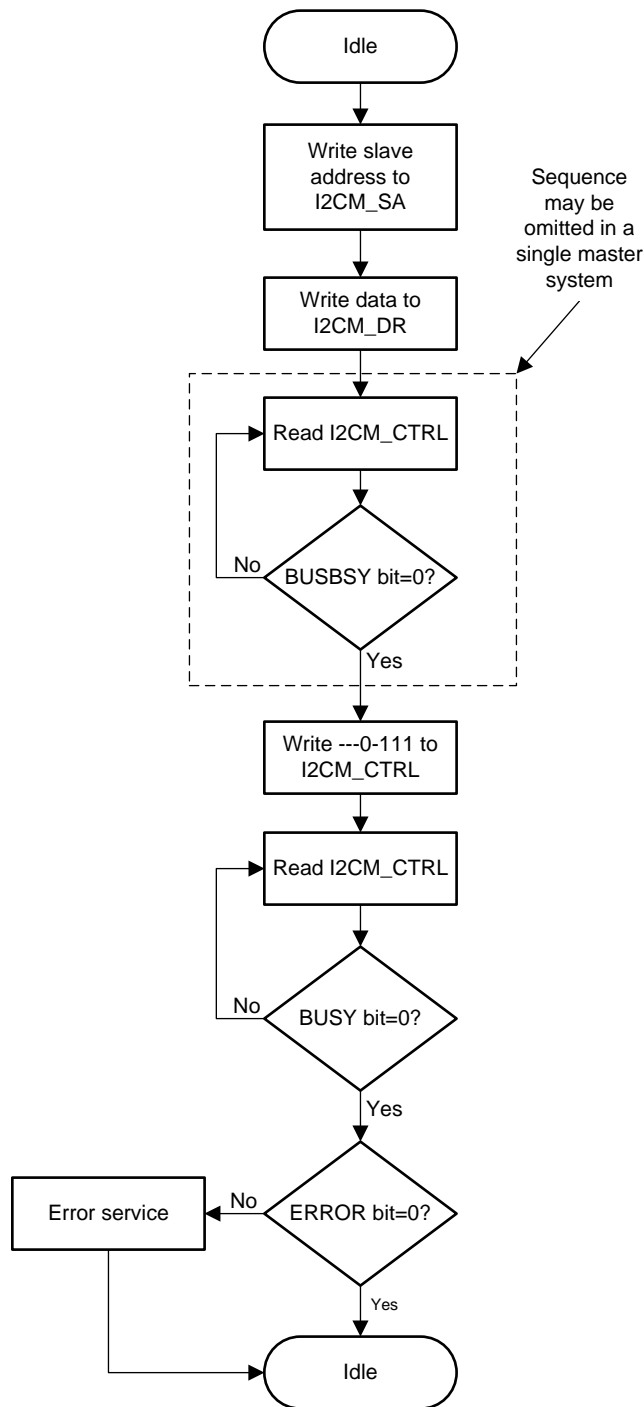 Idle
Write slave
address to
I2CM_SA
Sequence
may be
omitted in a
single master
system
Write data to
I2CM_DR
Read I2CM_CTRL
No
BUSBSY bit=0?
Yes
Write ---0-111 to
I2CM_CTRL
Read I2CM_CTRL
No
BUSY bit=0?
Yes
Error service
No
ERROR bit=0?
Yes
Idle